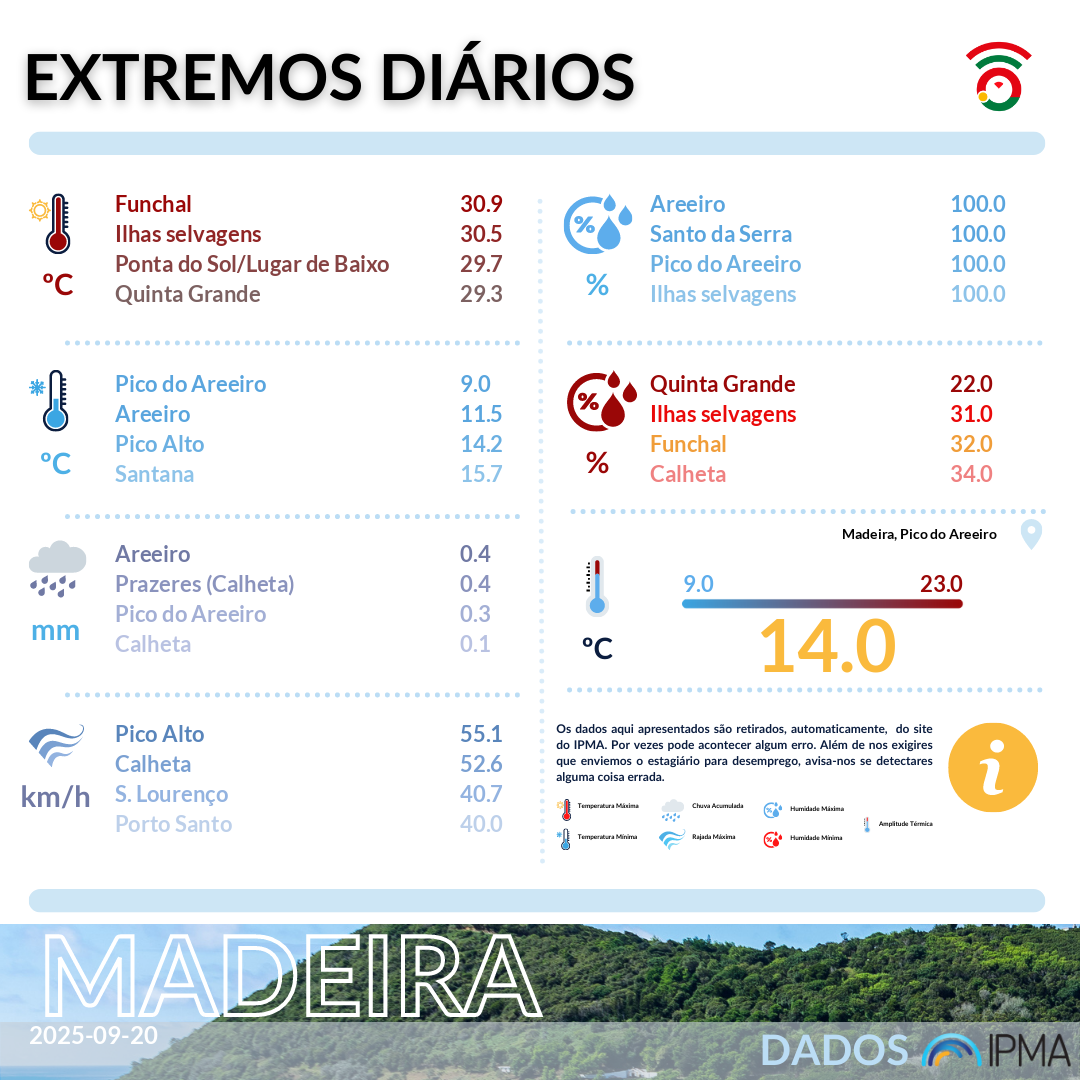 EXTREMOS DIÁRIOS
ºC
Funchal 30.9
Ilhas selvagens 30.5
Ponta do Sol/Lugar de Baixo 29.7
Quinta Grande 29.3
%
Areeiro 100.0
Santo da Serra 100.0
Pico do Areeiro 100.0
Ilhas selvagens 100.0
ºC
Pico do Areeiro 9.0
Areeiro 11.5
Pico Alto 14.2
Santana 15.7
%
Quinta Grande 22.0
Ilhas selvagens 31.0
Funchal 32.0
Calheta 34.0
mm
Areeiro 0.4
Prazeres (Calheta) 0.4
Pico do Areeiro 0.3
Calheta 0.1
Madeira, Pico do Areeiro
ºC
9.0 23.0
14.0
km/h
Pico Alto 55.1
Calheta 52.6
S. Lourenço 40.7
Porto Santo 40.0
Os dados aqui apresentados são retirados, automaticamente, do site
do IPMA. Por vezes pode acontecer algum erro. Além de nos exigires
que enviemos o estagiário para desemprego, avisa-nos se detectares
alguma coisa errada.
i
Temperatura Máxima
Chuva Acumulada
Humidade Máxima
Amplitude Térmica
Temperatura Mínima
Rajada Máxima
Humidade Mínima
MADEIRA
2025-09-20
DADOS IPMA